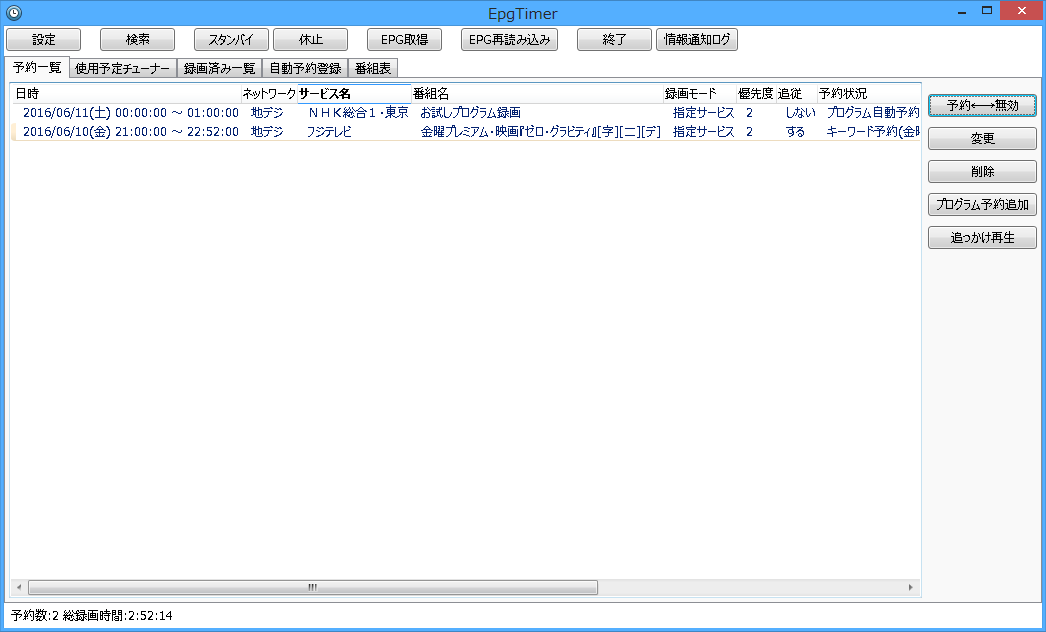 EpgTimer
設定 検索 スタンバイ 休止 EPG取得 EPG再読み込み 終了 情報通知ログ
予約一覧 使用予定チューナー 録画済み一覧 自動予約登録 番組表
日時 ネットワーク サービス名 番組名 録画モード 優先度 追従 予約状況
2016/06/11(土) 00:00:00 ～ 01:00:00 地デジ ＮＨＫ総合１・東京 お試しプログラム録画 指定サービス 2 しない プログラム自動予約
2016/06/10(金) 21:00:00 ～ 22:52:00 地デジ フジテレビ 金曜プレミアム・映画『ゼロ・グラビティ』[字][二][デ] 指定サービス 2 する キーワード予約(金曜
予約←→無効
変更
削除
プログラム予約追加
追っかけ再生
予約数:2 総録画時間:2:52:14